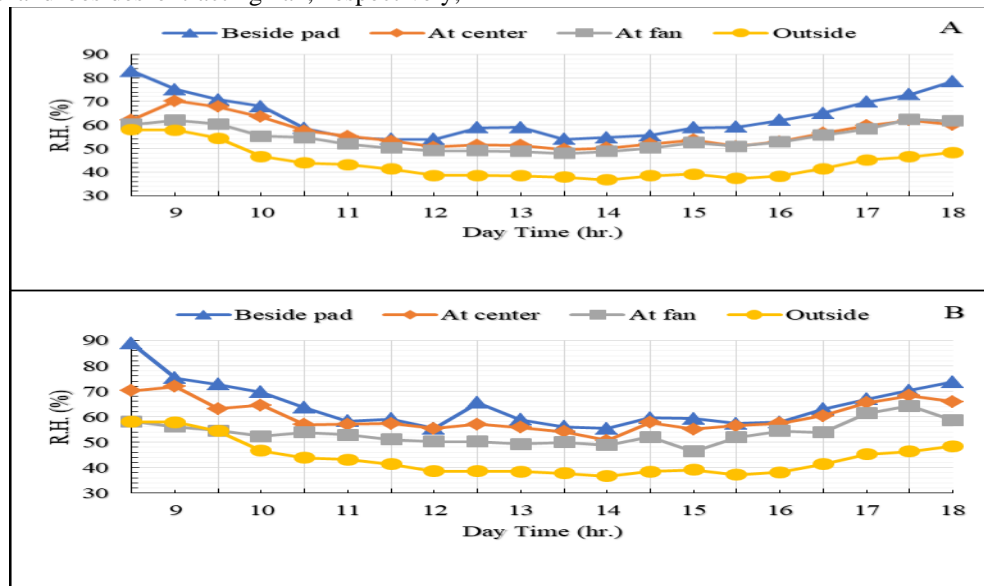 Beside pad At center At fan Outside A
90
80
70
60
50
40
30
R.H. (%)
9 10 11 12 13 14 15 16 17 18
Day Time (hr.)
Beside pad At center At fan Outside B
90
80
70
60
50
40
30
R.H. (%)
9 10 11 12 13 14 15 16 17 18
Day Time (hr.)